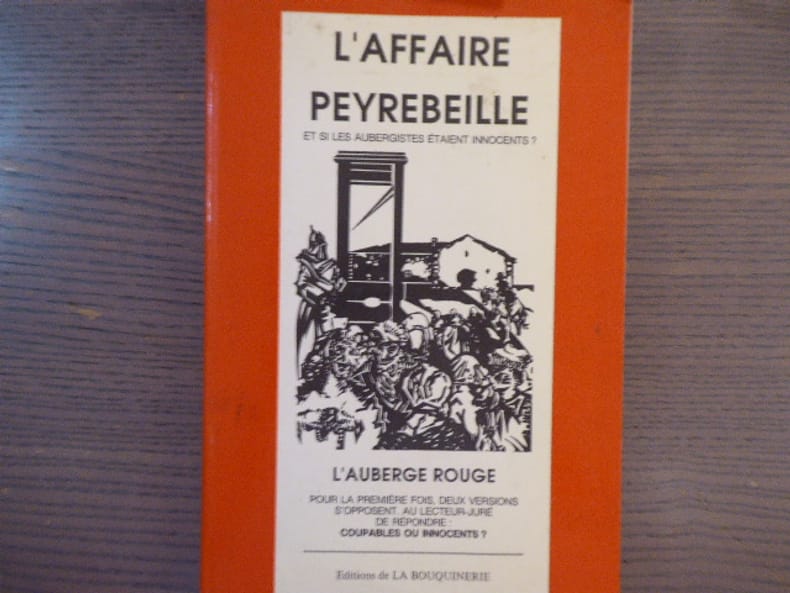 L'AFFAIRE
PEYREBEILLE
ET SI LES AUBERGISTES ÉTAIENT INNOCENTS ?
L'AUBERGE ROUGE
POUR LA PREMIÈRE FOIS, DEUX VERSIONS
S'OPPOSENT. AU LECTEUR-JURÉ
DE RÉPONDRE :
COUPABLES OU INNOCENTS ?
Editions de LA BOUQUINERIE